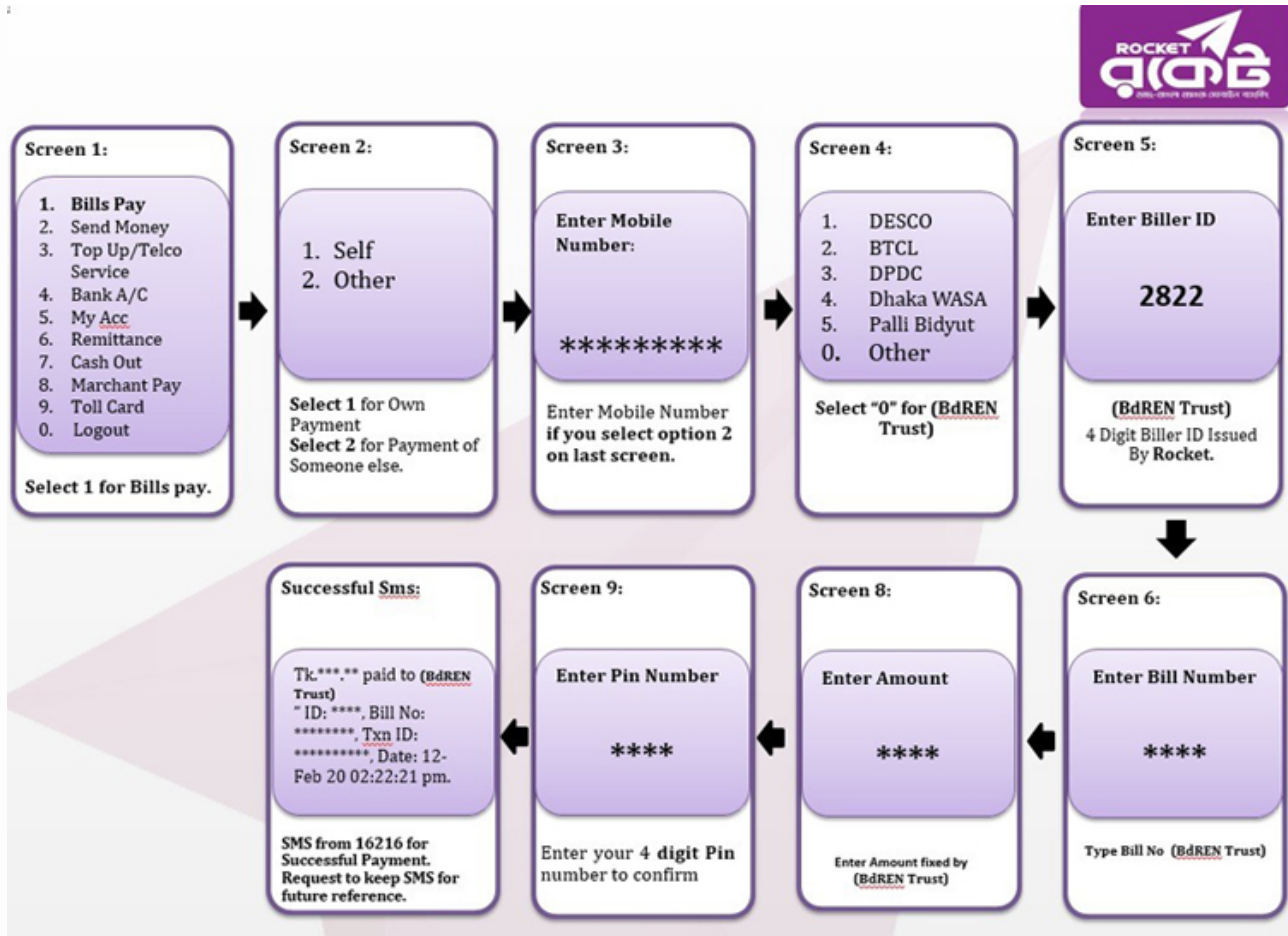 ROCKET
রকেট
Screen 1:
1. Bills Pay
2. Send Money
3. Top Up/Telco
Service
4. Bank A/C
5. My Acc
6. Remittance
7. Cash Out
8. Marchant Pay
9. Toll Card
0. Logout
Select 1 for Bills pay.
Screen 2:
1. Self
2. Other
Select 1 for Own
Payment
Select 2 for Payment of
Someone else.
Screen 3:
Enter Mobile
Number:
*********
Enter Mobile Number
if you select option 2
on last screen.
Screen 4:
1. DESCO
2. BTCL
3. DPDC
4. Dhaka WASA
5. Palli Bidyut
0. Other
Select “0” for (BdREN
Trust)
Screen 5:
Enter Biller ID
2822
(BdREN Trust)
4 Digit Biller ID Issued
By Rocket.
Screen 6:
Enter Bill Number
****
Type Bill No (BdREN Trust)
Screen 8:
Enter Amount
****
Enter Amount fixed by
(BdREN Trust)
Screen 9:
Enter Pin Number
****
Enter your 4 digit Pin
number to confirm
Successful Sms:
Tk.***.** paid to (BdREN
Trust)
" ID: ****, Bill No:
********, Txn ID:
**********, Date: 12-
Feb 20 02:22:21 pm.
SMS from 16216 for
Successful Payment.
Request to keep SMS for
future reference.